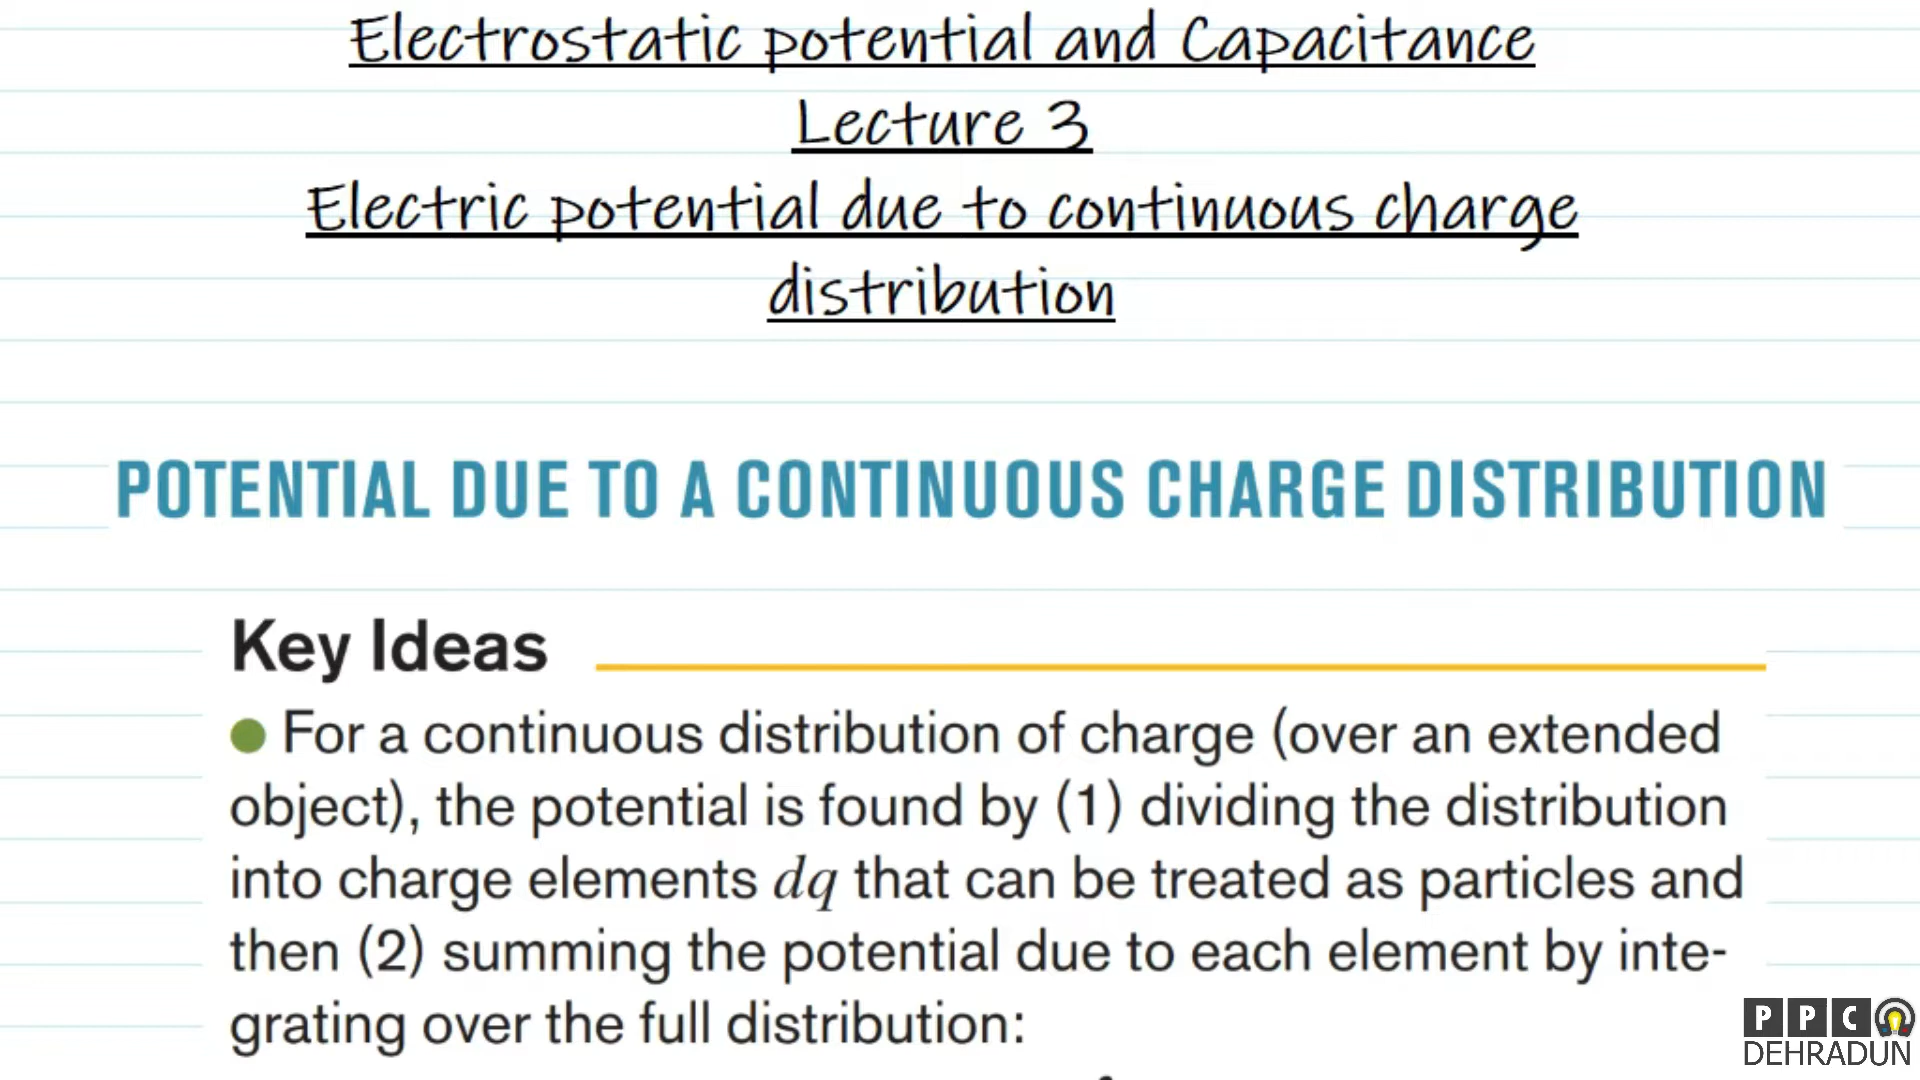 Electrostatic potential and Capacitance
Lecture 3
Electric potential due to continuous charge
distribution
POTENTIAL DUE TO A CONTINUOUS CHARGE DISTRIBUTION
Key Ideas
● For a continuous distribution of charge (over an extended
object), the potential is found by (1) dividing the distribution
into charge elements dq that can be treated as particles and
then (2) summing the potential due to each element by inte-
grating over the full distribution:
PPC
DEHRADUN